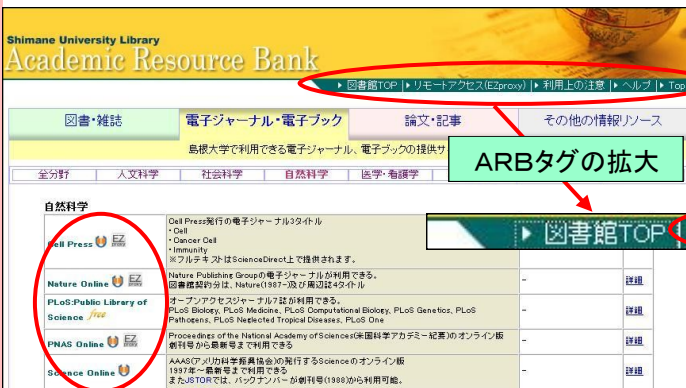 Shimane University Library
Academic Resource Bank
▶ 図書館TOP |▶ リモートアクセス(EZproxy) |▶ 利用上の注意 |▶ ヘルプ |▶ Top
図書・雑誌
電子ジャーナル・電子ブック
論文・記事
その他の情報リソース
島根大学で利用できる電子ジャーナル、電子ブックの提供サ
ARBタグの拡大
全分野 | 人文科学 | 社会科学 | 自然科学 | 医学・看護学
自然科学
▶ 図書館TOP
Cell Press EZ
Cell Press発行の電子ジャーナル3タイトル
・Cell
・Cancer Cell
・Immunity
※フルテキストはScienceDirect上で提供されます。
Nature Online EZ
Nature Publishing Groupの電子ジャーナルが利用できる。
図書館契約分は、Nature(1987-)及び周辺誌4タイトル
-
詳細
PLoS:Public Library of
Science free
オープンアクセスジャーナル7誌が利用できる。
PLoS Biology, PLoS Medicine, PLoS Computational Biology, PLoS Genetics, PLoS
Pathogens, PLoS Neglected Tropical Diseases, PLoS One
-
詳細
PNAS Online EZ
Proceedings of the National Academy of Sciences(米国科学アカデミー紀要)のオンライン版
創刊号から最新号まで利用できる
-
詳細
Science Online
AAAS(アメリカ科学振興協会)の発行するScienceのオンライン版
1997年～最新号まで利用できる
またJSTORでは、バックナンバーが創刊号(1988)から利用可能。
-
詳細